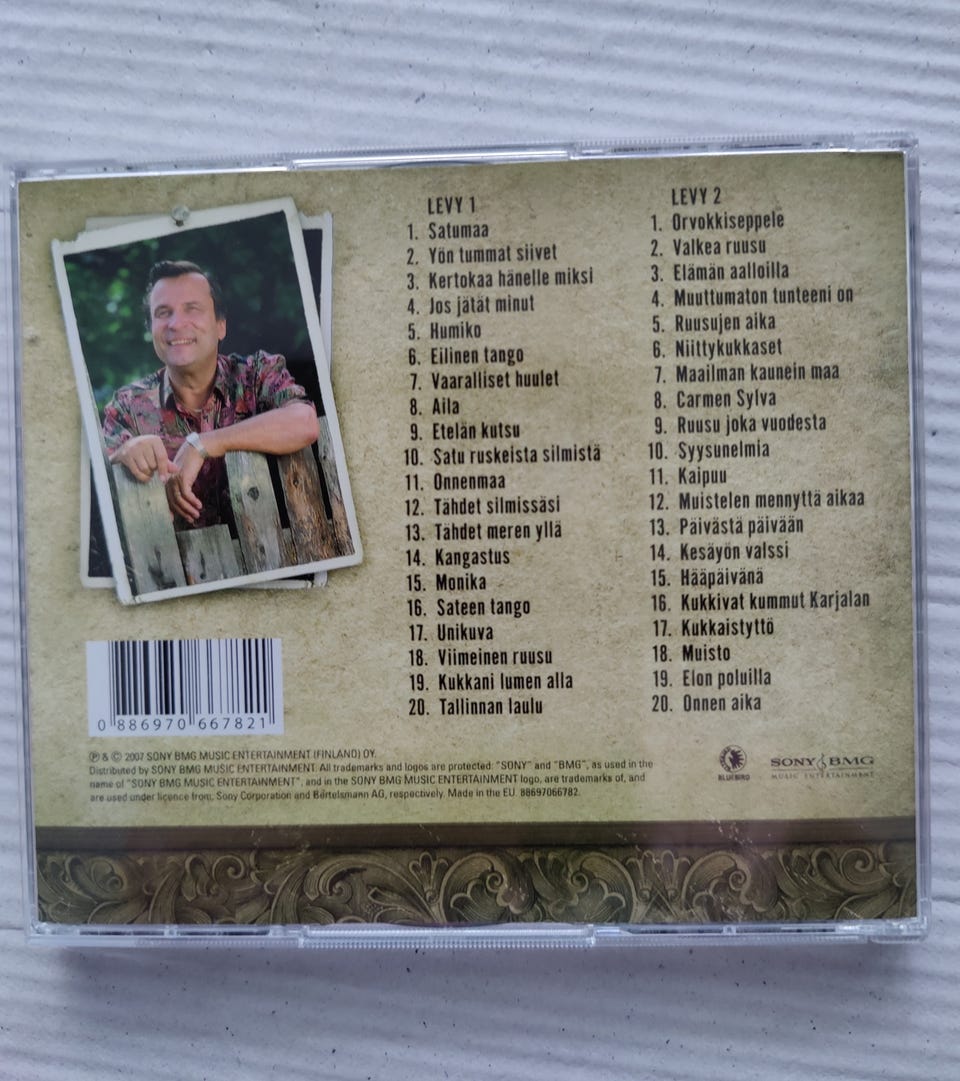 LEVY 1
1. Satumaa
2. Yön tummat siivet
3. Kertokaa hänelle miksi
4. Jos jätät minut
5. Humiko
6. Eilinen tango
7. Vaaralliset huulet
8. Aila
9. Etelän kutsu
10. Satu ruskeista silmistä
11. Onnenmaa
12. Tähdet silmissäsi
13. Tähdet meren yllä
14. Kangastus
15. Monika
16. Sateen tango
17. Unikuva
18. Viimeinen ruusu
19. Kukkani lumen alla
20. Tallinnan laulu
LEVY 2
1. Orvokkiseppele
2. Valkea ruusu
3. Elämän aalloilla
4. Muuttumaton tunteeni on
5. Ruusujen aika
6. Niittykukkaset
7. Maailman kaunein maa
8. Carmen Sylva
9. Ruusu joka vuodesta
10. Syysunelmia
11. Kaipuu
12. Muistelen mennyttä aikaa
13. Päivästä päivään
14. Kesäyön valssi
15. Hääpäivänä
16. Kukkivat kummut Karjalan
17. Kukkaistyttö
18. Muisto
19. Elon poluilla
20. Onnen aika
0 886970 667821
℗ & © 2007 SONY BMG MUSIC ENTERTAINMENT (FINLAND) OY.
Distributed by SONY BMG MUSIC ENTERTAINMENT. All trademarks and logos are protected: "SONY" and "BMG", as used in the
name of "SONY BMG MUSIC ENTERTAINMENT", and in the SONY BMG MUSIC ENTERTAINMENT logo, are trademarks of, and
are used under licence from, Sony Corporation and Bertelsmann AG, respectively. Made in the EU. 88697066782.
BLUEBIRD
SONY BMG
MUSIC ENTERTAINMENT